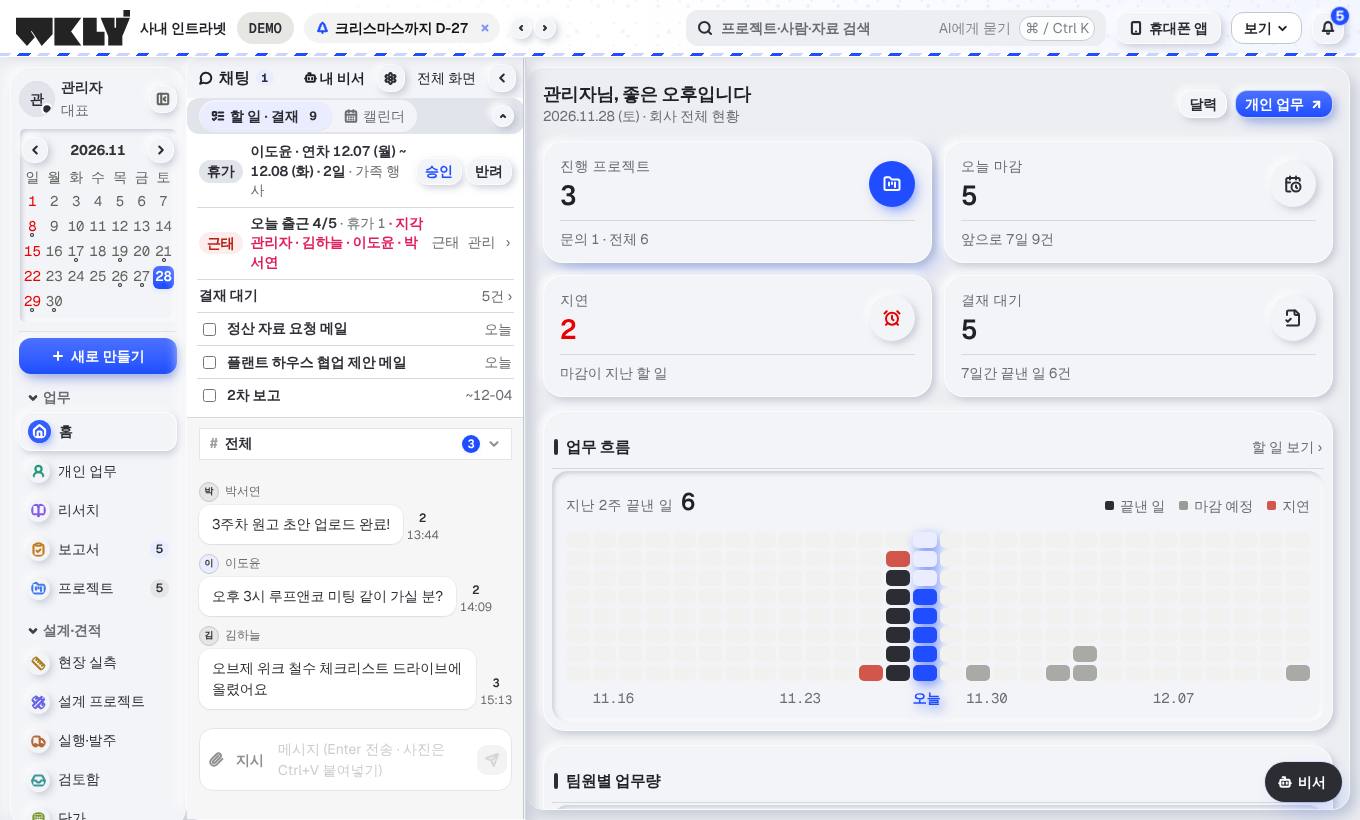 WKLY 사내 인트라넷 DEMO 크리스마스까지 D-27 × ‹ › 프로젝트·사람·자료 검색 AI에게 묻기 ⌘ / Ctrl K 휴대폰 앱 보기 5
관 관리자
대표
2026.11
일 월 화 수 목 금 토
1 2 3 4 5 6 7
8 9 10 11 12 13 14
15 16 17 18 19 20 21
22 23 24 25 26 27 28
29 30
+ 새로 만들기
업무
홈
개인 업무
리서치
보고서 5
프로젝트 5
설계·견적
현장 실측
설계 프로젝트
실행·발주
검토함
단가
채팅 1 내 비서 전체 화면
할 일 · 결재 9 캘린더
휴가 이도윤 · 연차 12.07 (월) ~
12.08 (화) · 2일 · 가족 행
사
승인 반려
근태 오늘 출근 4/5 · 휴가 1 · 지각
관리자 · 김하늘 · 이도윤 · 박
서연
근태 관리 ›
결재 대기 5건 ›
정산 자료 요청 메일 오늘
플랜트 하우스 협업 제안 메일 오늘
2차 보고 ~12-04
# 전체 3
박 박서연
3주차 원고 초안 업로드 완료! 2
13:44
이 이도윤
오후 3시 루프앤코 미팅 같이 가실 분? 2
14:09
김 김하늘
오브제 위크 철수 체크리스트 드라이브에
올렸어요 3
15:13
지시 메시지 (Enter 전송 · 사진은
Ctrl+V 붙여넣기)
관리자님, 좋은 오후입니다
2026.11.28 (토) · 회사 전체 현황
달력 개인 업무
진행 프로젝트
3
문의 1 · 전체 6
오늘 마감
5
앞으로 7일 9건
지연
2
마감이 지난 할 일
결재 대기
5
7일간 끝낸 일 6건
업무 흐름 할 일 보기 ›
지난 2주 끝낸 일 6 끝낸 일 마감 예정 지연
11.16 11.23 오늘 11.30 12.07
팀원별 업무량
비서